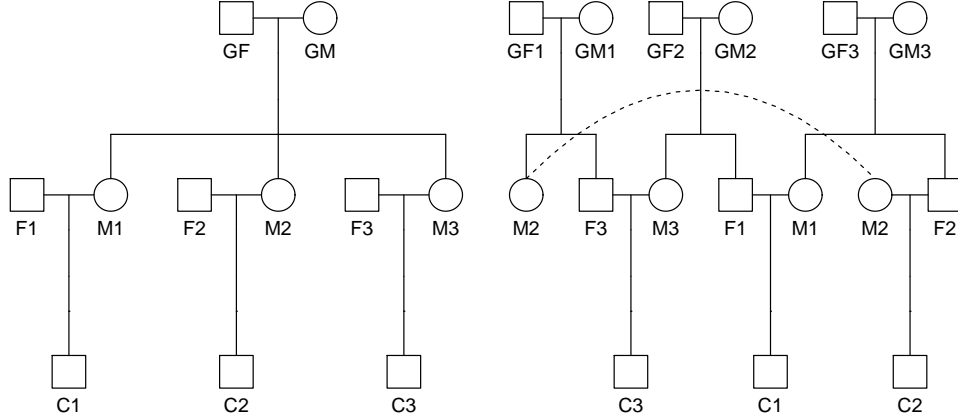 GF GM GF1 GM1 GF2 GM2 GF3 GM3
F1 M1 F2 M2 F3 M3 M2 F3 M3 F1 M1 M2 F2
C1 C2 C3 C3 C1 C2